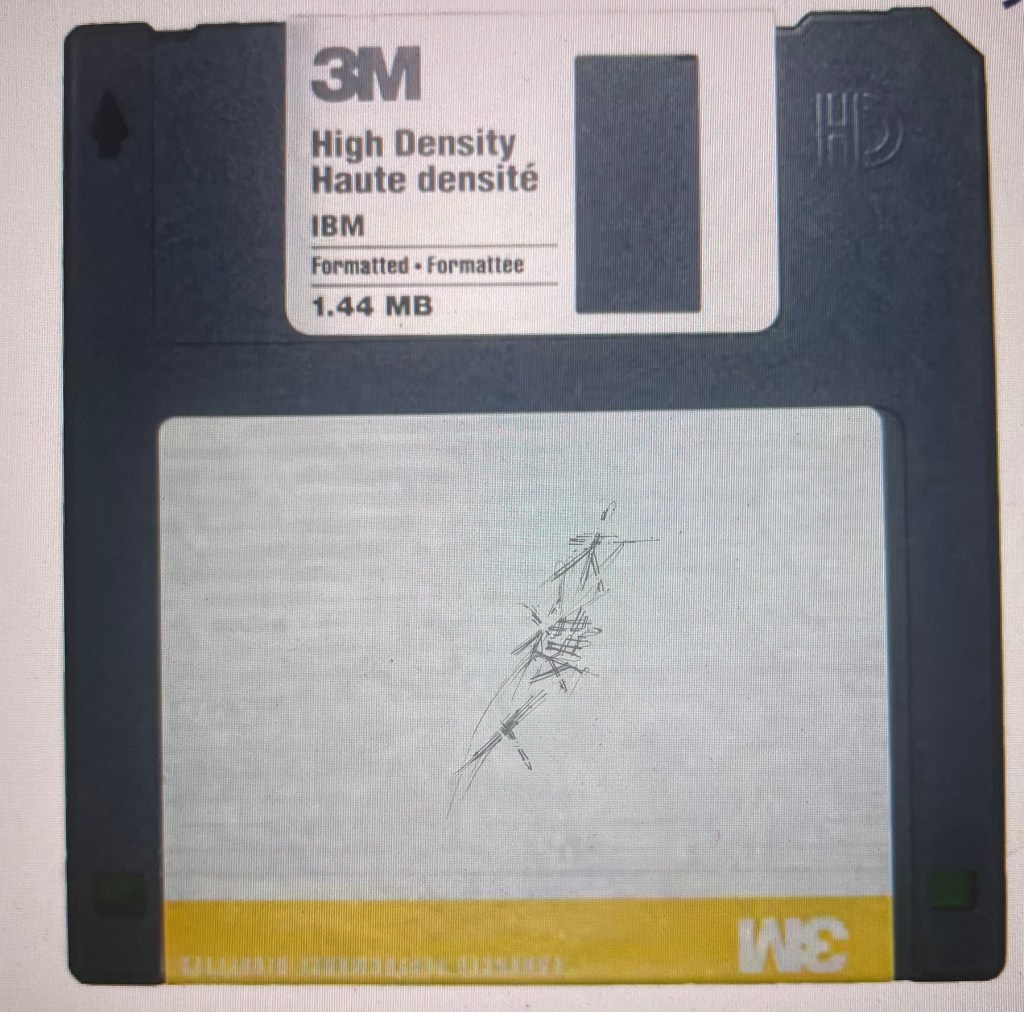 3M
High Density
Haute densité
IBM
Formatted • Formattee
1.44 MB
HD
3M